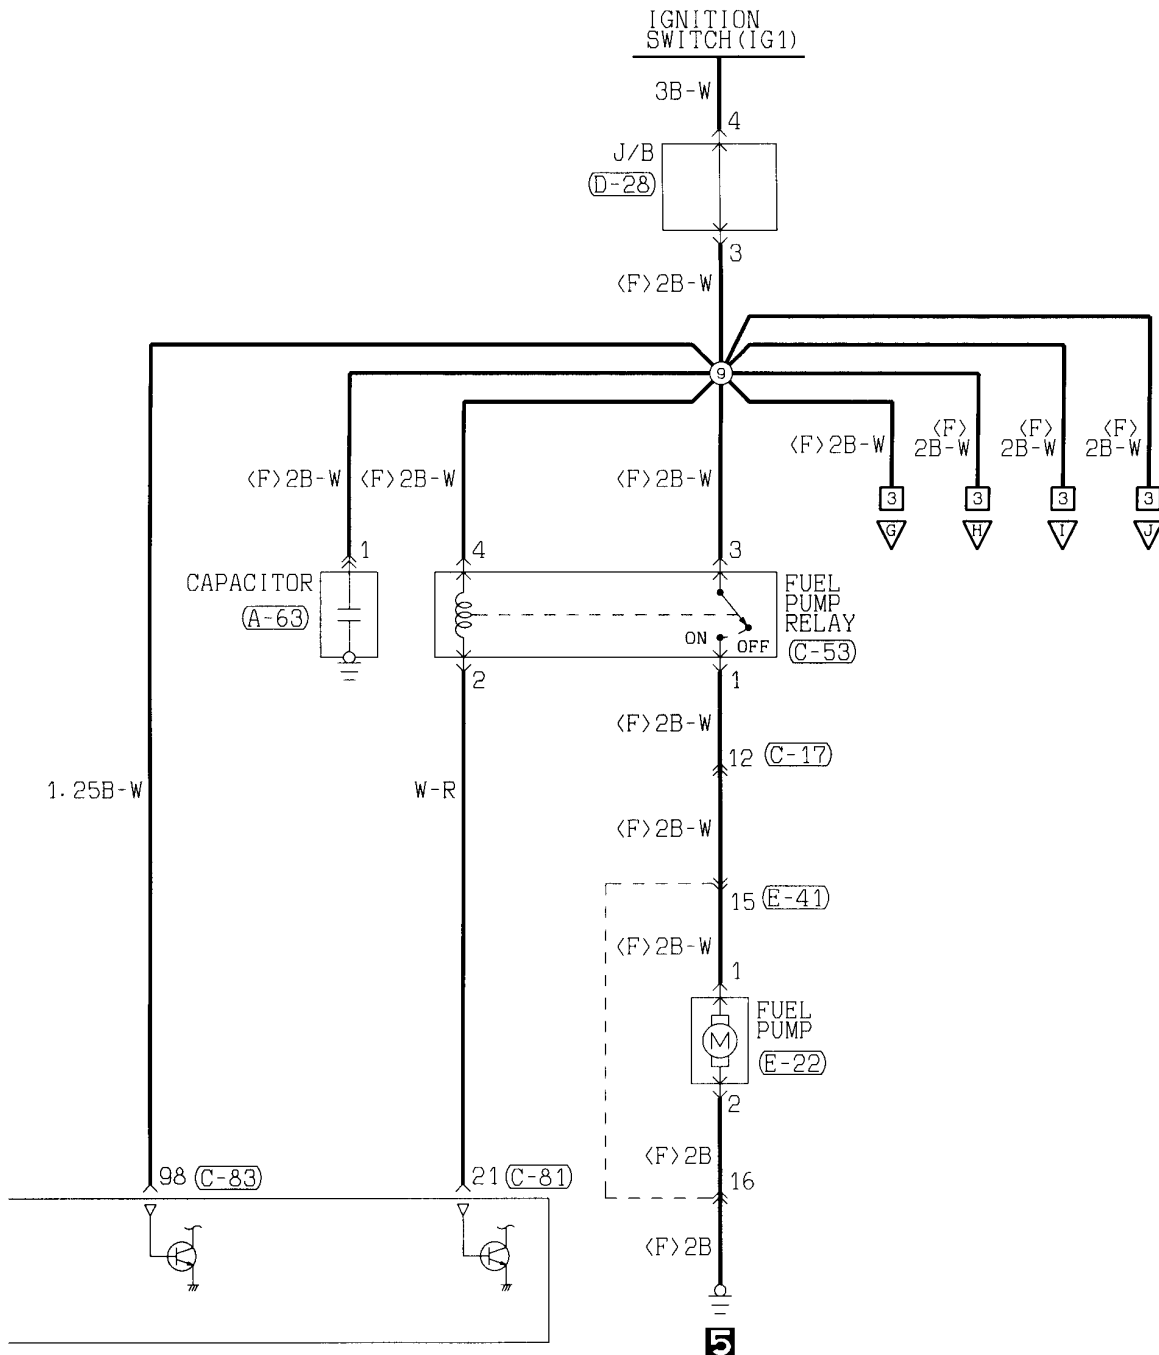 IGNITION
SWITCH(IG1)
3B-W
4
J/B
D-28
3
<F>2B-W
9
<F>2B-W
<F>2B-W
<F>2B-W
<F>2B-W
<F>
2B-W
<F>
2B-W
<F>
2B-W
3
3
3
3
G
H
I
J
1
4
3
CAPACITOR
A-63
FUEL
PUMP
RELAY
C-53
ON
OFF
2
1
<F>2B-W
12
C-17
1.25B-W
W-R
<F>2B-W
15
E-41
<F>2B-W
1
FUEL
PUMP
M
E-22
2
<F>2B
98
C-83
21
C-81
16
<F>2B
5